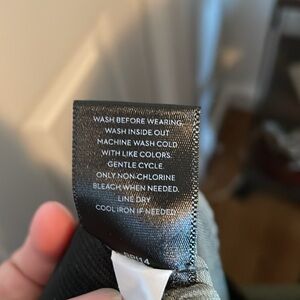 WASH BEFORE WEARING.
WASH INSIDE OUT
MACHINE WASH COLD
WITH LIKE COLORS.
GENTLE CYCLE.
ONLY NON-CHLORINE
BLEACH WHEN NEEDED.
LINE DRY
COOL IRON IF NEEDED